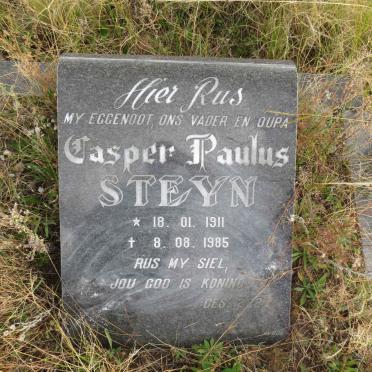 Hier Rus
MY EGGENOOT, ONS VADER EN OUPA
Casper Paulus
STEYN
* 18. 01. 1911
† 8. 08. 1985
RUS MY SIEL,
JOU GOD IS KONING
GES.